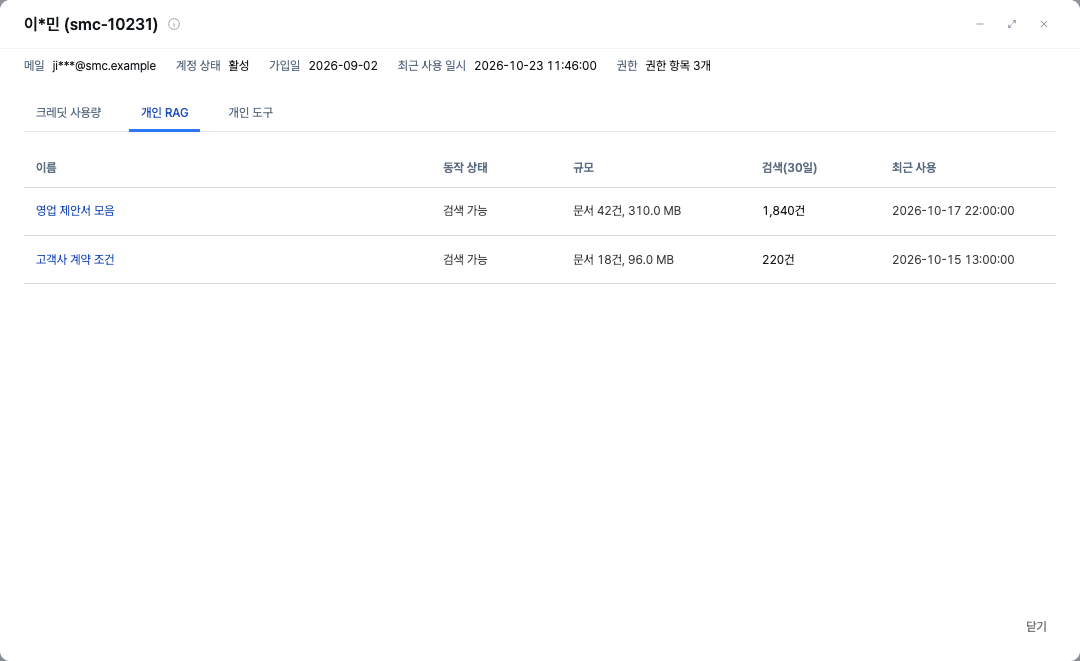 이*민 (smc-10231)
메일 ji***@smc.example 계정 상태 활성 가입일 2026-09-02 최근 사용 일시 2026-10-23 11:46:00 권한 권한 항목 3개
크레딧 사용량 개인 RAG 개인 도구
이름 동작 상태 규모 검색(30일) 최근 사용
영업 제안서 모음 검색 가능 문서 42건, 310.0 MB 1,840건 2026-10-17 22:00:00
고객사 계약 조건 검색 가능 문서 18건, 96.0 MB 220건 2026-10-15 13:00:00
닫기